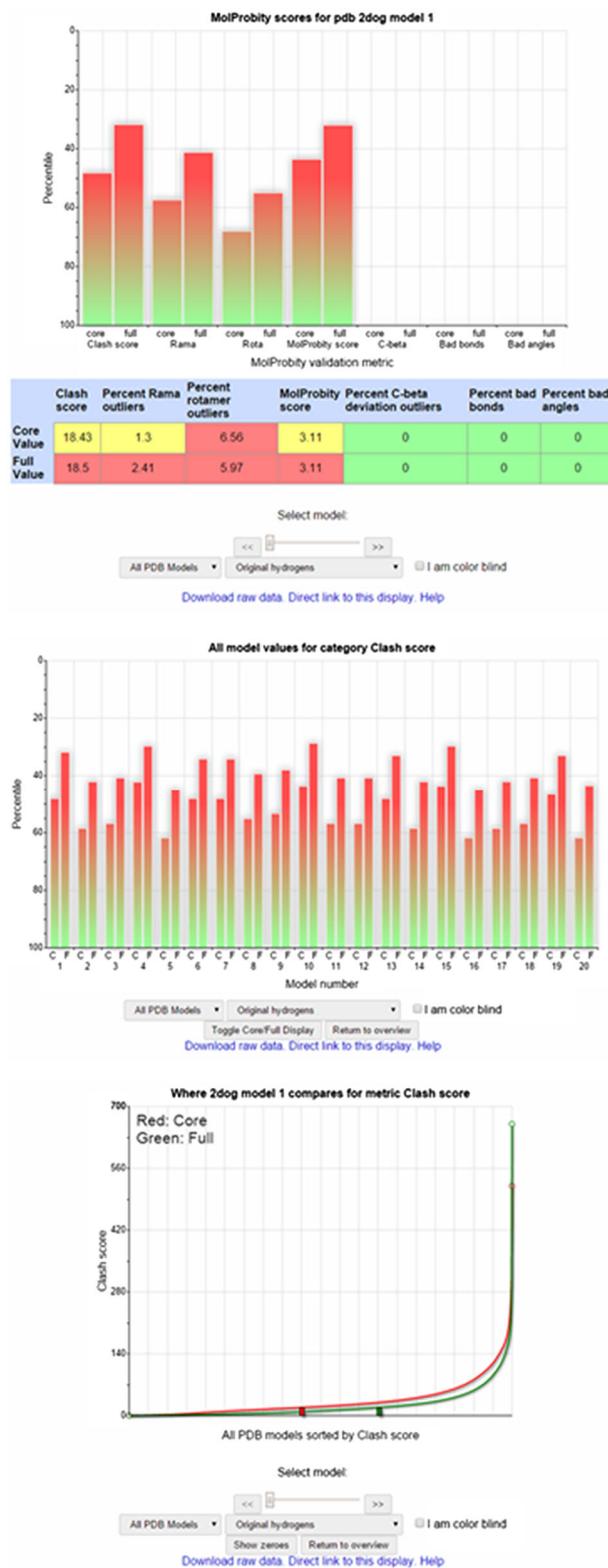 MolProbity scores for pdb 2dog model 1
0
20
40
60
80
100
Percentile
core full core full core full core full core full core full core full
Clash score Rama Rota MolProbity score C-beta Bad bonds Bad angles
MolProbity validation metric
Clash score Percent Rama outliers Percent rotamer outliers MolProbity score Percent C-beta deviation outliers Percent bad bonds Percent bad angles
Core Value 18.43 1.3 6.56 3.11 0 0 0
Full Value 18.5 2.41 5.97 3.11 0 0 0
Select model:
<< >>
All PDB Models Original hydrogens I am color blind
Download raw data. Direct link to this display. Help
All model values for category Clash score
0
20
40
60
80
100
Percentile
C F C F C F C F C F C F C F C F C F C F C F C F C F C F C F C F C F C F C F C F
1 2 3 4 5 6 7 8 9 10 11 12 13 14 15 16 17 18 19 20
Model number
All PDB Models Original hydrogens I am color blind
Toggle Core/Full Display Return to overview
Download raw data. Direct link to this display. Help
Where 2dog model 1 compares for metric Clash score
700
Red: Core
Green: Full
560
420
280
140
0
Clash score
All PDB models sorted by Clash score
Select model:
<< >>
All PDB Models Original hydrogens I am color blind
Show zeroes Return to overview
Download raw data. Direct link to this display. Help